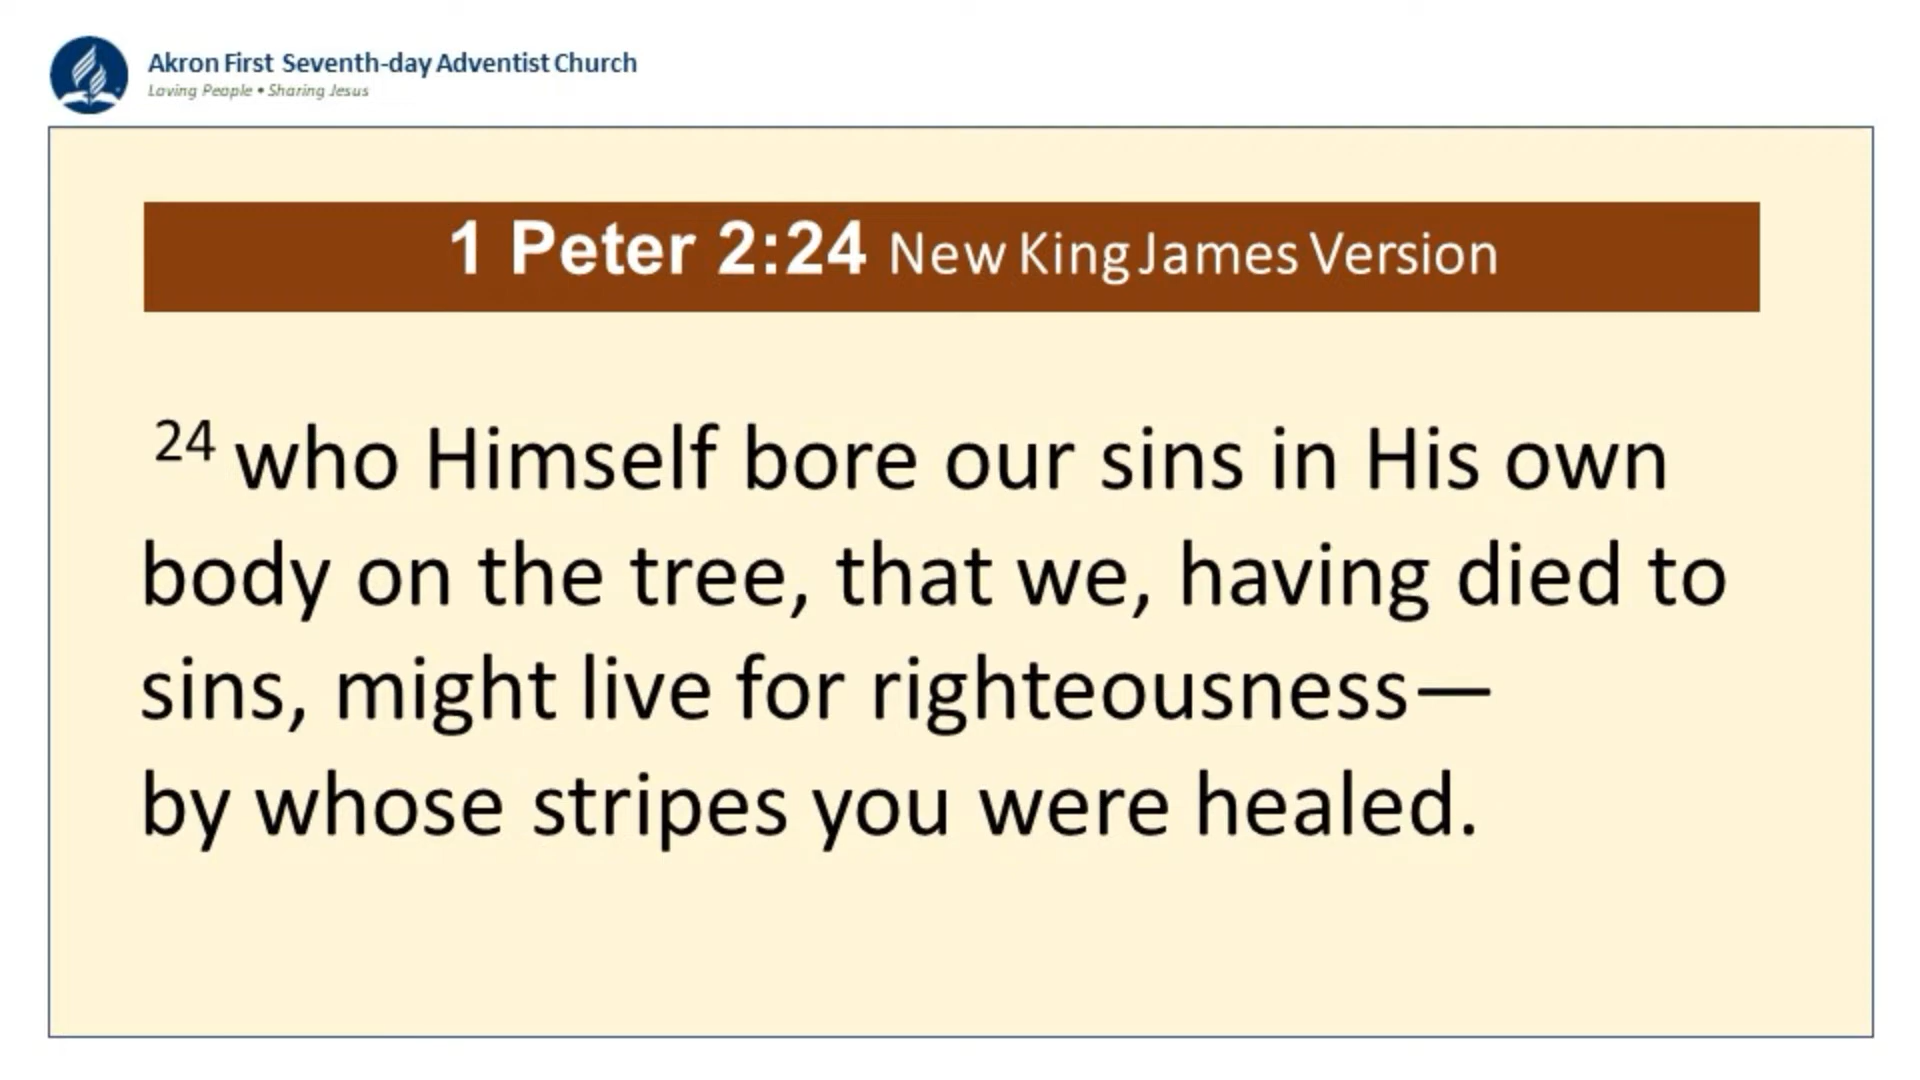 Akron First Seventh-day Adventist Church
Loving People • Sharing Jesus
1 Peter 2:24 New King James Version
24 who Himself bore our sins in His own
body on the tree, that we, having died to
sins, might live for righteousness—
by whose stripes you were healed.